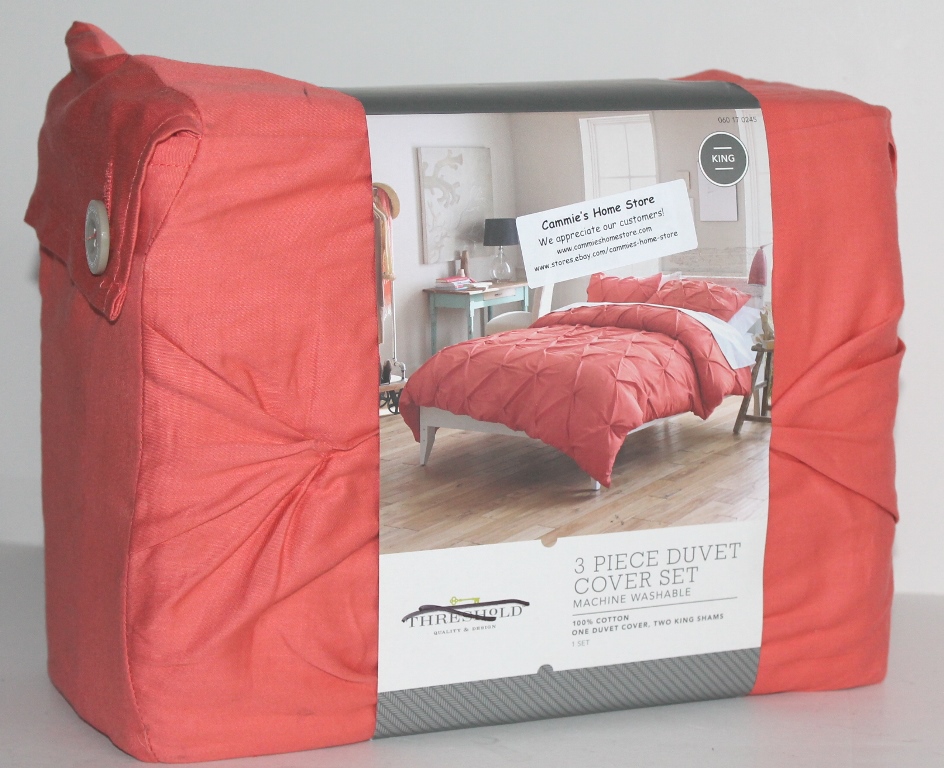 060 17 0245
KING
Cammie's Home Store
We appreciate our customers!
www.cammieshomestore.com
www.stores.ebay.com/cammies-home-store
3 PIECE DUVET
COVER SET
MACHINE WASHABLE
100% COTTON
ONE DUVET COVER, TWO KING SHAMS
1 SET
THRESHOLD
QUALITY & DESIGN